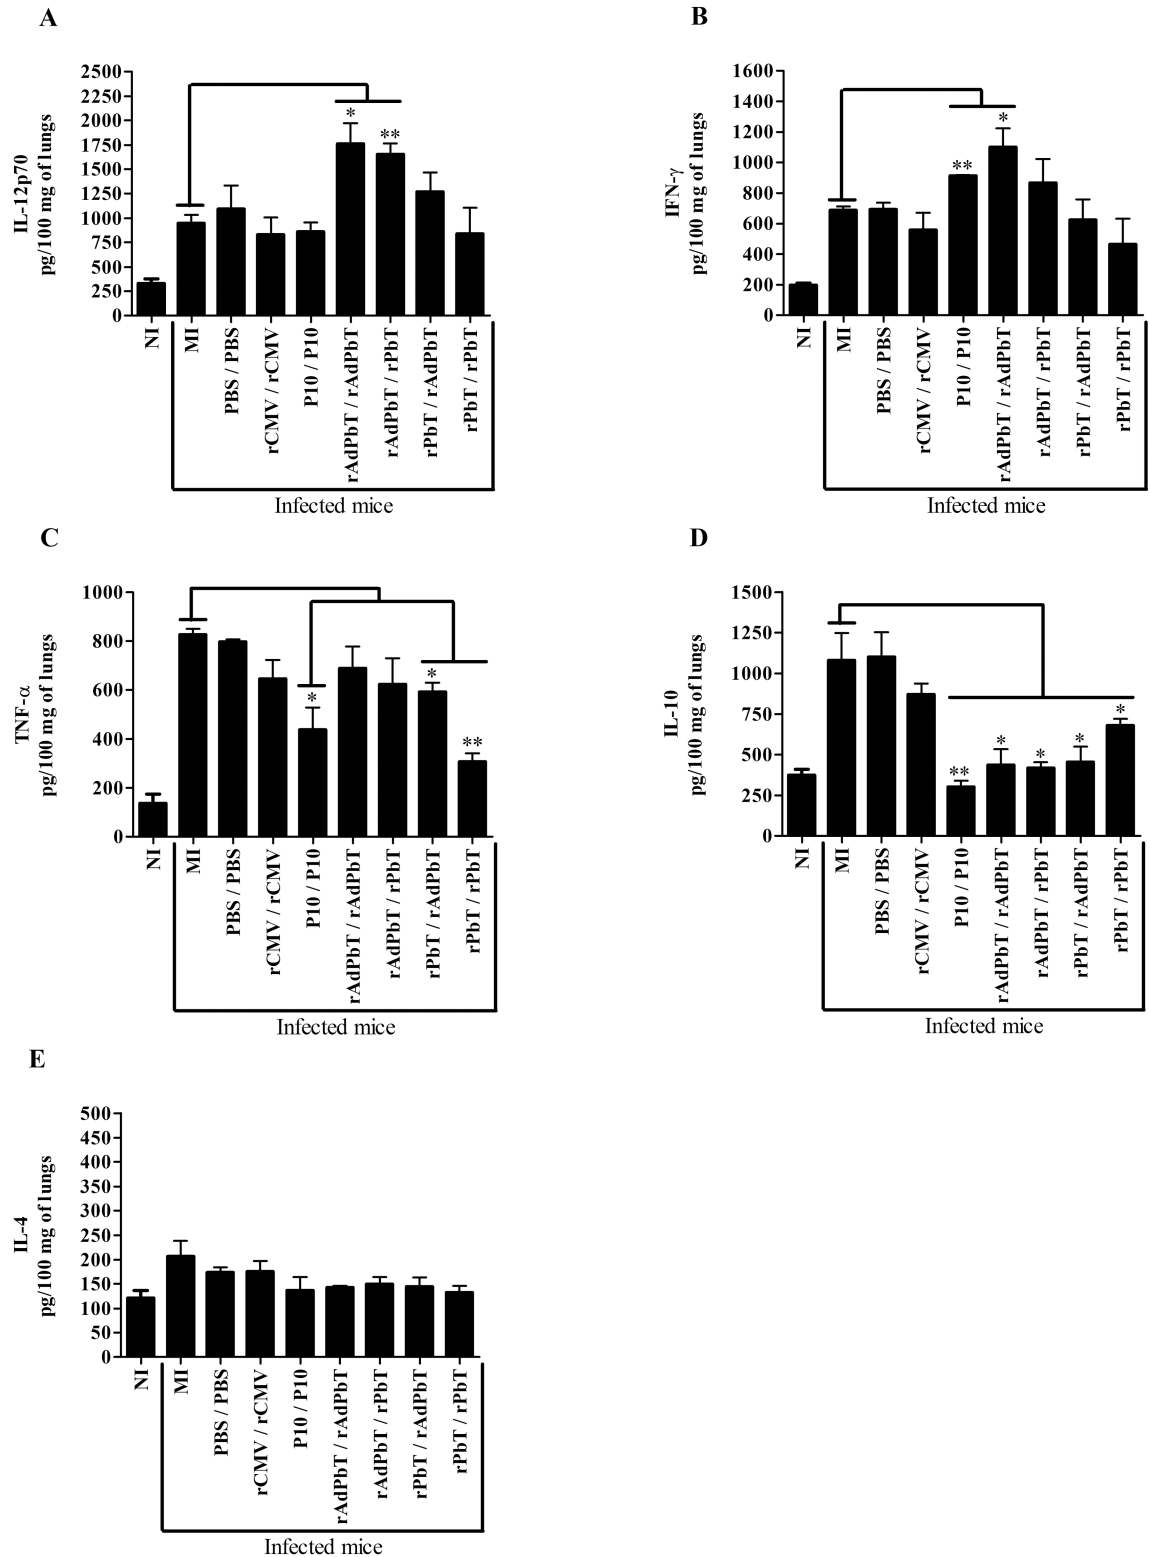 A
IL-12p70
pg/100 mg of lungs
2500
2250
2000
1750
1500
1250
1000
750
500
250
0
*
**
NI
MI
PBS / PBS
rCMV / rCMV
P10 / P10
rAdPbT / rAdPbT
rAdPbT / rPbT
rPbT / rAdPbT
rPbT / rPbT
Infected mice
B
IFN-γ
pg/100 mg of lungs
1600
1400
1200
1000
800
600
400
200
0
**
*
NI
MI
PBS / PBS
rCMV / rCMV
P10 / P10
rAdPbT / rAdPbT
rAdPbT / rPbT
rPbT / rAdPbT
rPbT / rPbT
Infected mice
C
TNF-α
pg/100 mg of lungs
1000
800
600
400
200
0
*
*
**
NI
MI
PBS / PBS
rCMV / rCMV
P10 / P10
rAdPbT / rAdPbT
rAdPbT / rPbT
rPbT / rAdPbT
rPbT / rPbT
Infected mice
D
IL-10
pg/100 mg of lungs
1500
1250
1000
750
500
250
0
**
*
*
*
*
NI
MI
PBS / PBS
rCMV / rCMV
P10 / P10
rAdPbT / rAdPbT
rAdPbT / rPbT
rPbT / rAdPbT
rPbT / rPbT
Infected mice
E
IL-4
pg/100 mg of lungs
500
450
400
350
300
250
200
150
100
50
0
NI
MI
PBS / PBS
rCMV / rCMV
P10 / P10
rAdPbT / rAdPbT
rAdPbT / rPbT
rPbT / rAdPbT
rPbT / rPbT
Infected mice